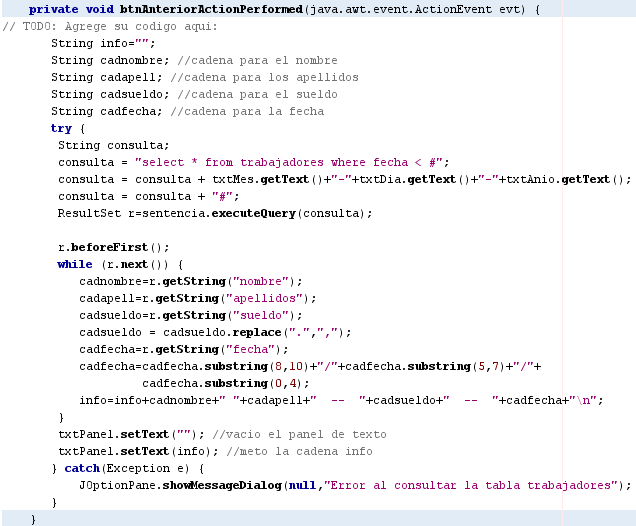 private void btnAnteriorActionPerformed(java.awt.event.ActionEvent evt) {
// TODO: Agrege su codigo aqui:
String info="";
String cadnombre; //cadena para el nombre
String cadapell; //cadena para los apellidos
String cadsueldo; //cadena para el sueldo
String cadfecha; //cadena para la fecha
try {
String consulta;
consulta = "select * from trabajadores where fecha < #";
consulta = consulta + txtMes.getText()+"-"+txtDia.getText()+"-"+txtAnio.getText();
consulta = consulta + "#";
ResultSet r=sentencia.executeQuery(consulta);
r.beforeFirst();
while (r.next()) {
cadnombre=r.getString("nombre");
cadapell=r.getString("apellidos");
cadsueldo=r.getString("sueldo");
cadsueldo = cadsueldo.replace(".",",");
cadfecha=r.getString("fecha");
cadfecha=cadfecha.substring(8,10)+"/"+cadfecha.substring(5,7)+"/"+
cadfecha.substring(0,4);
info=info+cadnombre+" "+cadapell+"  --  "+cadsueldo+"  --  "+cadfecha+"\n";
}
txtPanel.setText(""); //vacio el panel de texto
txtPanel.setText(info); //meto la cadena info
} catch(Exception e) {
JOptionPane.showMessageDialog(null,"Error al consultar la tabla trabajadores");
}
}